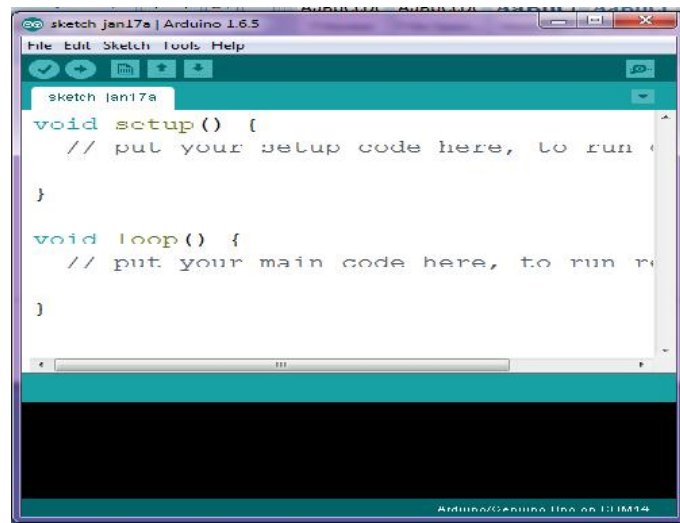 sketch jan17a | Arduino 1.6.5
File Edit Sketch Tools Help
sketch jan17a
void setup() {
// put your setup code here, to run
}
void loop() {
// put your main code here, to run re
}
Arduino/Genuino Uno on COM14